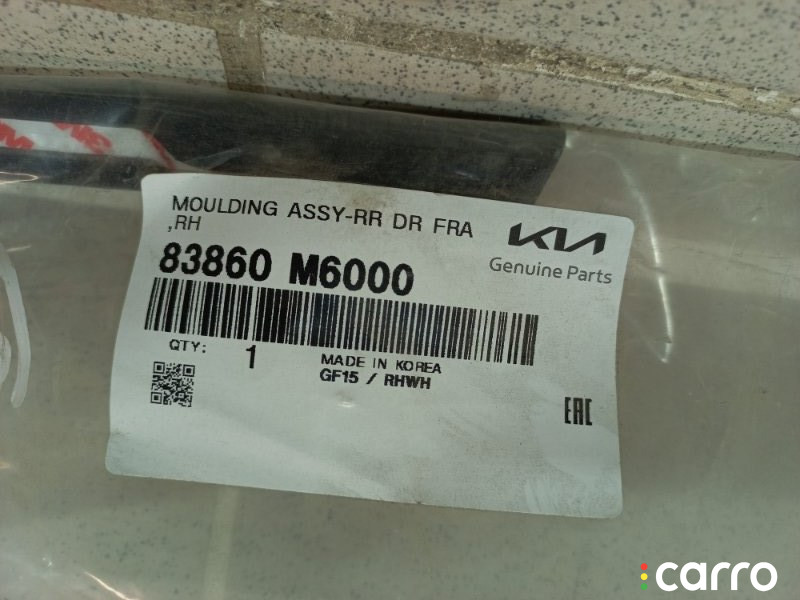 MOULDING ASSY-RR DR FRA
,RH
KIA
Genuine Parts
83860 M6000
QTY: 1
MADE IN KOREA
GF15 / RHWH
EAC
carro